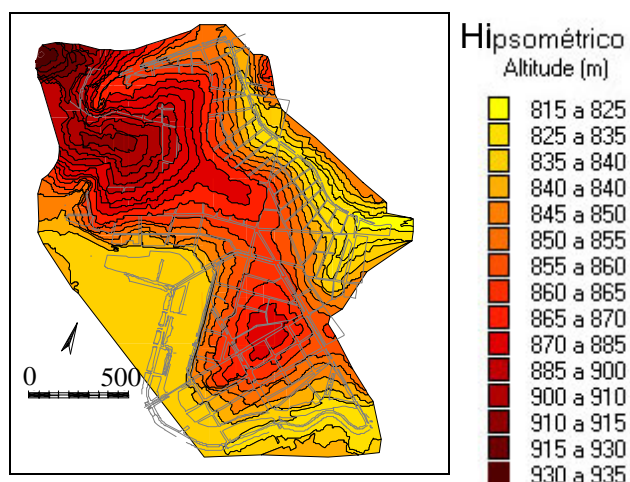 Hipsométrico
Altitude (m)
815 a 825
825 a 835
835 a 840
840 a 840
845 a 850
850 a 855
855 a 860
860 a 865
865 a 870
870 a 885
885 a 900
900 a 910
910 a 915
915 a 930
930 a 935
0 500